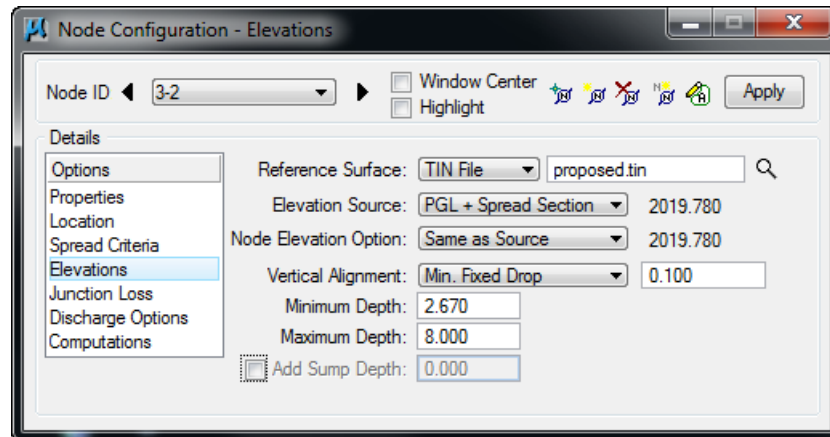 Node Configuration - Elevations
Node ID 3-2 Window Center Apply
Highlight
Details
Options
Properties
Location
Spread Criteria
Elevations
Junction Loss
Discharge Options
Computations
Reference Surface: TIN File proposed.tin
Elevation Source: PGL + Spread Section 2019.780
Node Elevation Option: Same as Source 2019.780
Vertical Alignment: Min. Fixed Drop 0.100
Minimum Depth: 2.670
Maximum Depth: 8.000
Add Sump Depth: 0.000